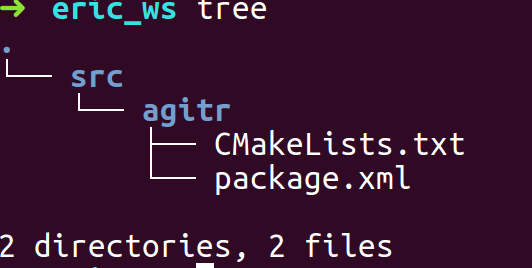 ➜ eric_ws tree
.
└── src
└── agitr
├── CMakeLists.txt
└── package.xml
2 directories, 2 files